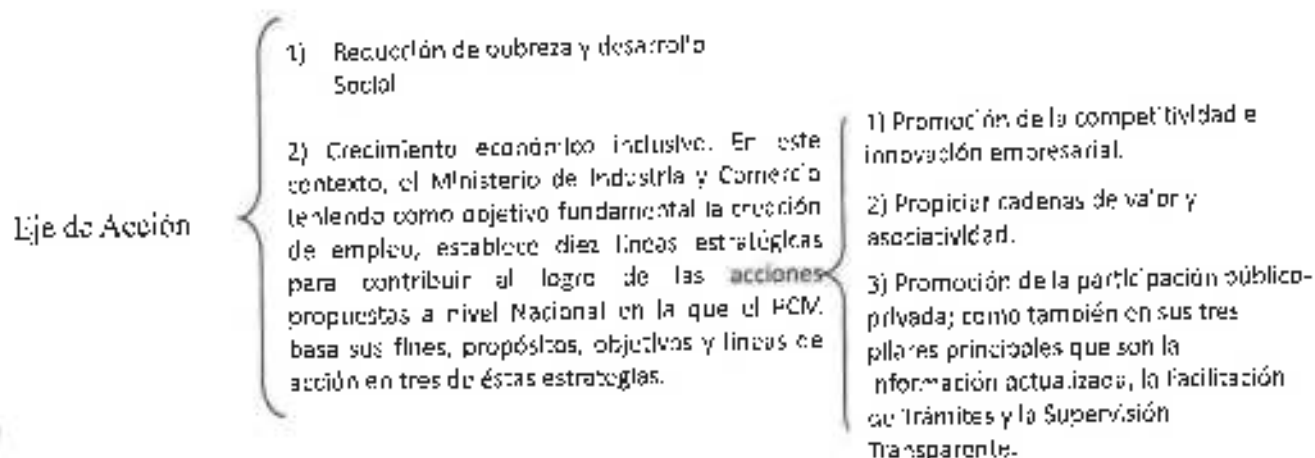 Eje de Acción
1) Reducción de pobreza y desarrollo
Social
2) Crecimiento económico inclusivo. En este
contexto, el Ministerio de Industria y Comercio
teniendo como objetivo fundamental la creación
de empleo, establece diez líneas estratégicas
para contribuir al logro de las acciones
propuestas a nivel Nacional en la que el
basa sus fines, propósitos, objetivos y líneas de
acción en tres de éstas estrategias.
1) Promoción de la competitividad e
innovación empresarial.
2) Propiciar cadenas de valor y
asociatividad.
3) Promoción de la participación público-
privada; como también en sus tres
pilares principales que son la
información actualizada, la Facilitación
de Trámites y la Supervisión
Transparente.